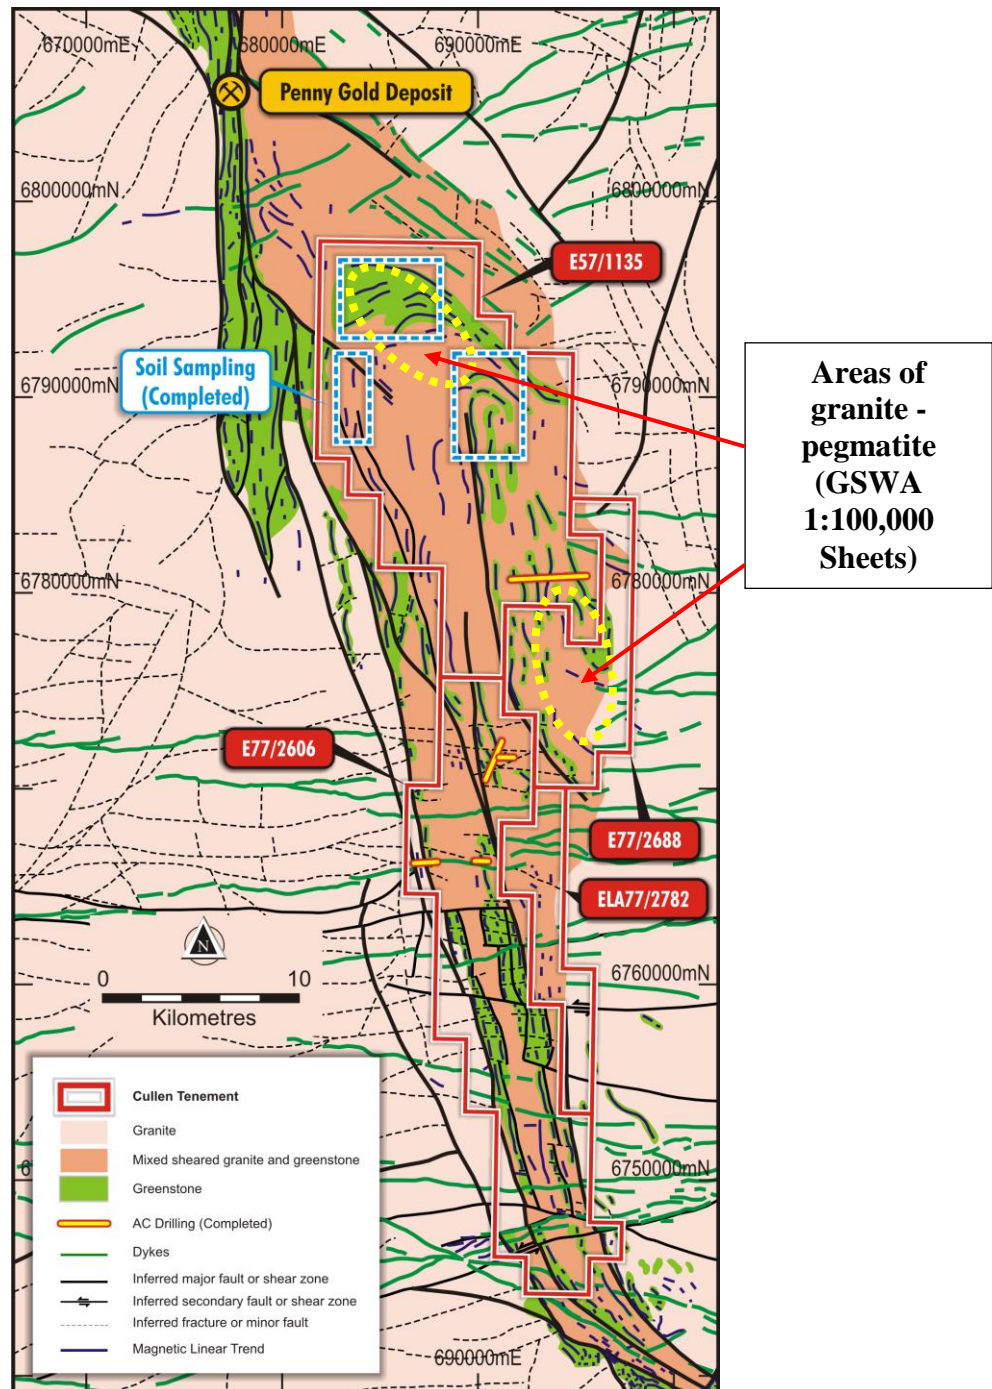 670000mE
680000mE
690000mE
Penny Gold Deposit
6800000mN
6800000mN
E57/1135
Soil Sampling
(Completed)
6790000mN
6790000mN
Areas of
granite -
pegmatite
(GSWA
1:100,000
Sheets)
6780000mN
6780000mN
E77/2606
E77/2688
ELA77/2782
N
0
10
Kilometres
6760000mN
Cullen Tenement
Granite
Mixed sheared granite and greenstone
Greenstone
6
6750000mN
AC Drilling (Completed)
Dykes
Inferred major fault or shear zone
Inferred secondary fault or shear zone
Inferred fracture or minor fault
Magnetic Linear Trend
690000mE